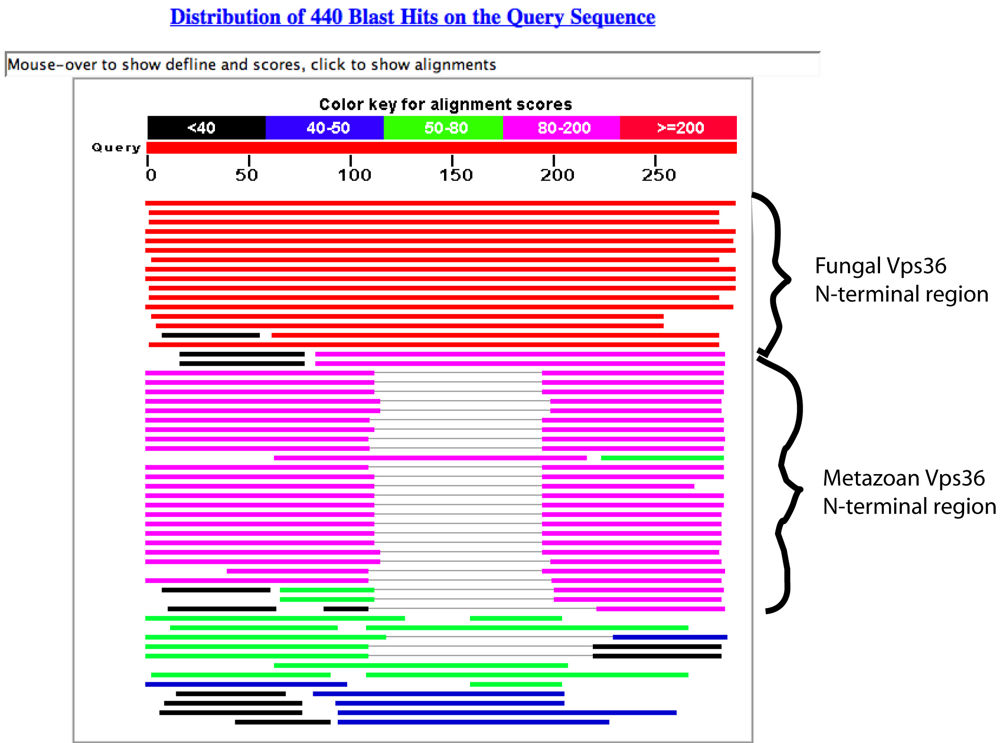 Distribution of 440 Blast Hits on the Query Sequence
Mouse-over to show defline and scores, click to show alignments
Color key for alignment scores
<40 40-50 50-80 80-200 >=200
Query
0 50 100 150 200 250
Fungal Vps36
N-terminal region
Metazoan Vps36
N-terminal region